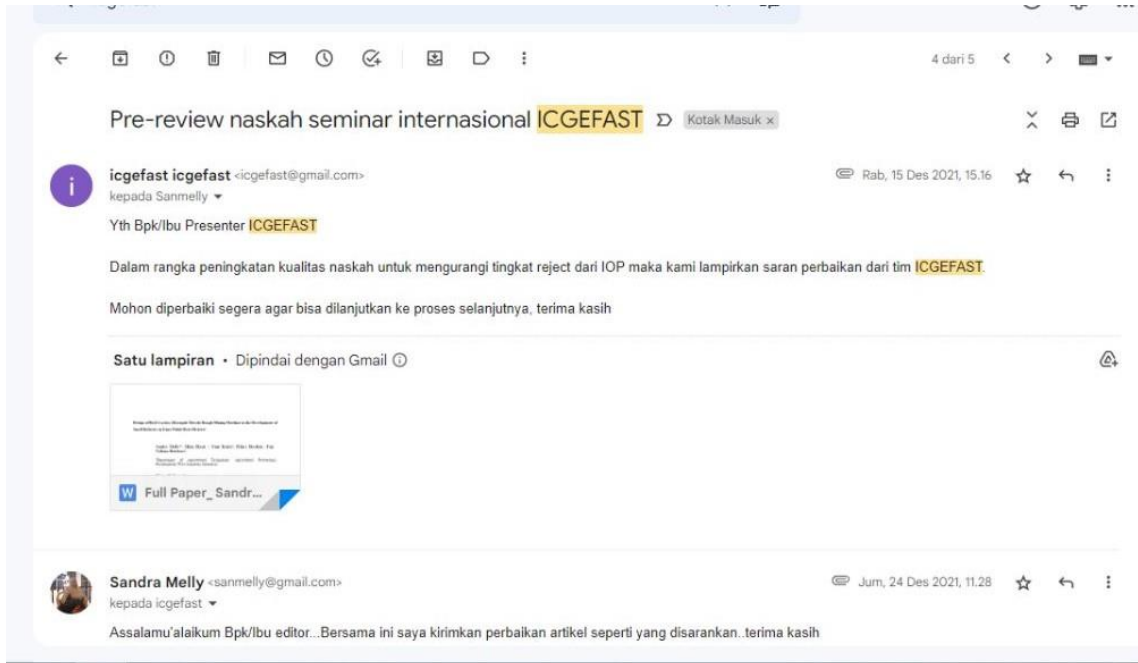 4 dari 5
Pre-review naskah seminar internasional ICGEFAST Kotak Masuk x
i
icgefast icgefast <icgefast@gmail.com> Rab, 15 Des 2021, 15.16
kepada Sanmelly
Yth Bpk/Ibu Presenter ICGEFAST
Dalam rangka peningkatan kualitas naskah untuk mengurangi tingkat reject dari IOP maka kami lampirkan saran perbaikan dari tim ICGEFAST.
Mohon diperbaiki segera agar bisa dilanjutkan ke proses selanjutnya, terima kasih
Satu lampiran • Dipindai dengan Gmail
W Full Paper_ Sandr...
Sandra Melly <sanmelly@gmail.com> Jum, 24 Des 2021, 11.28
kepada icgefast
Assalamu'alaikum Bpk/Ibu editor...Bersama ini saya kirimkan perbaikan artikel seperti yang disarankan..terima kasih